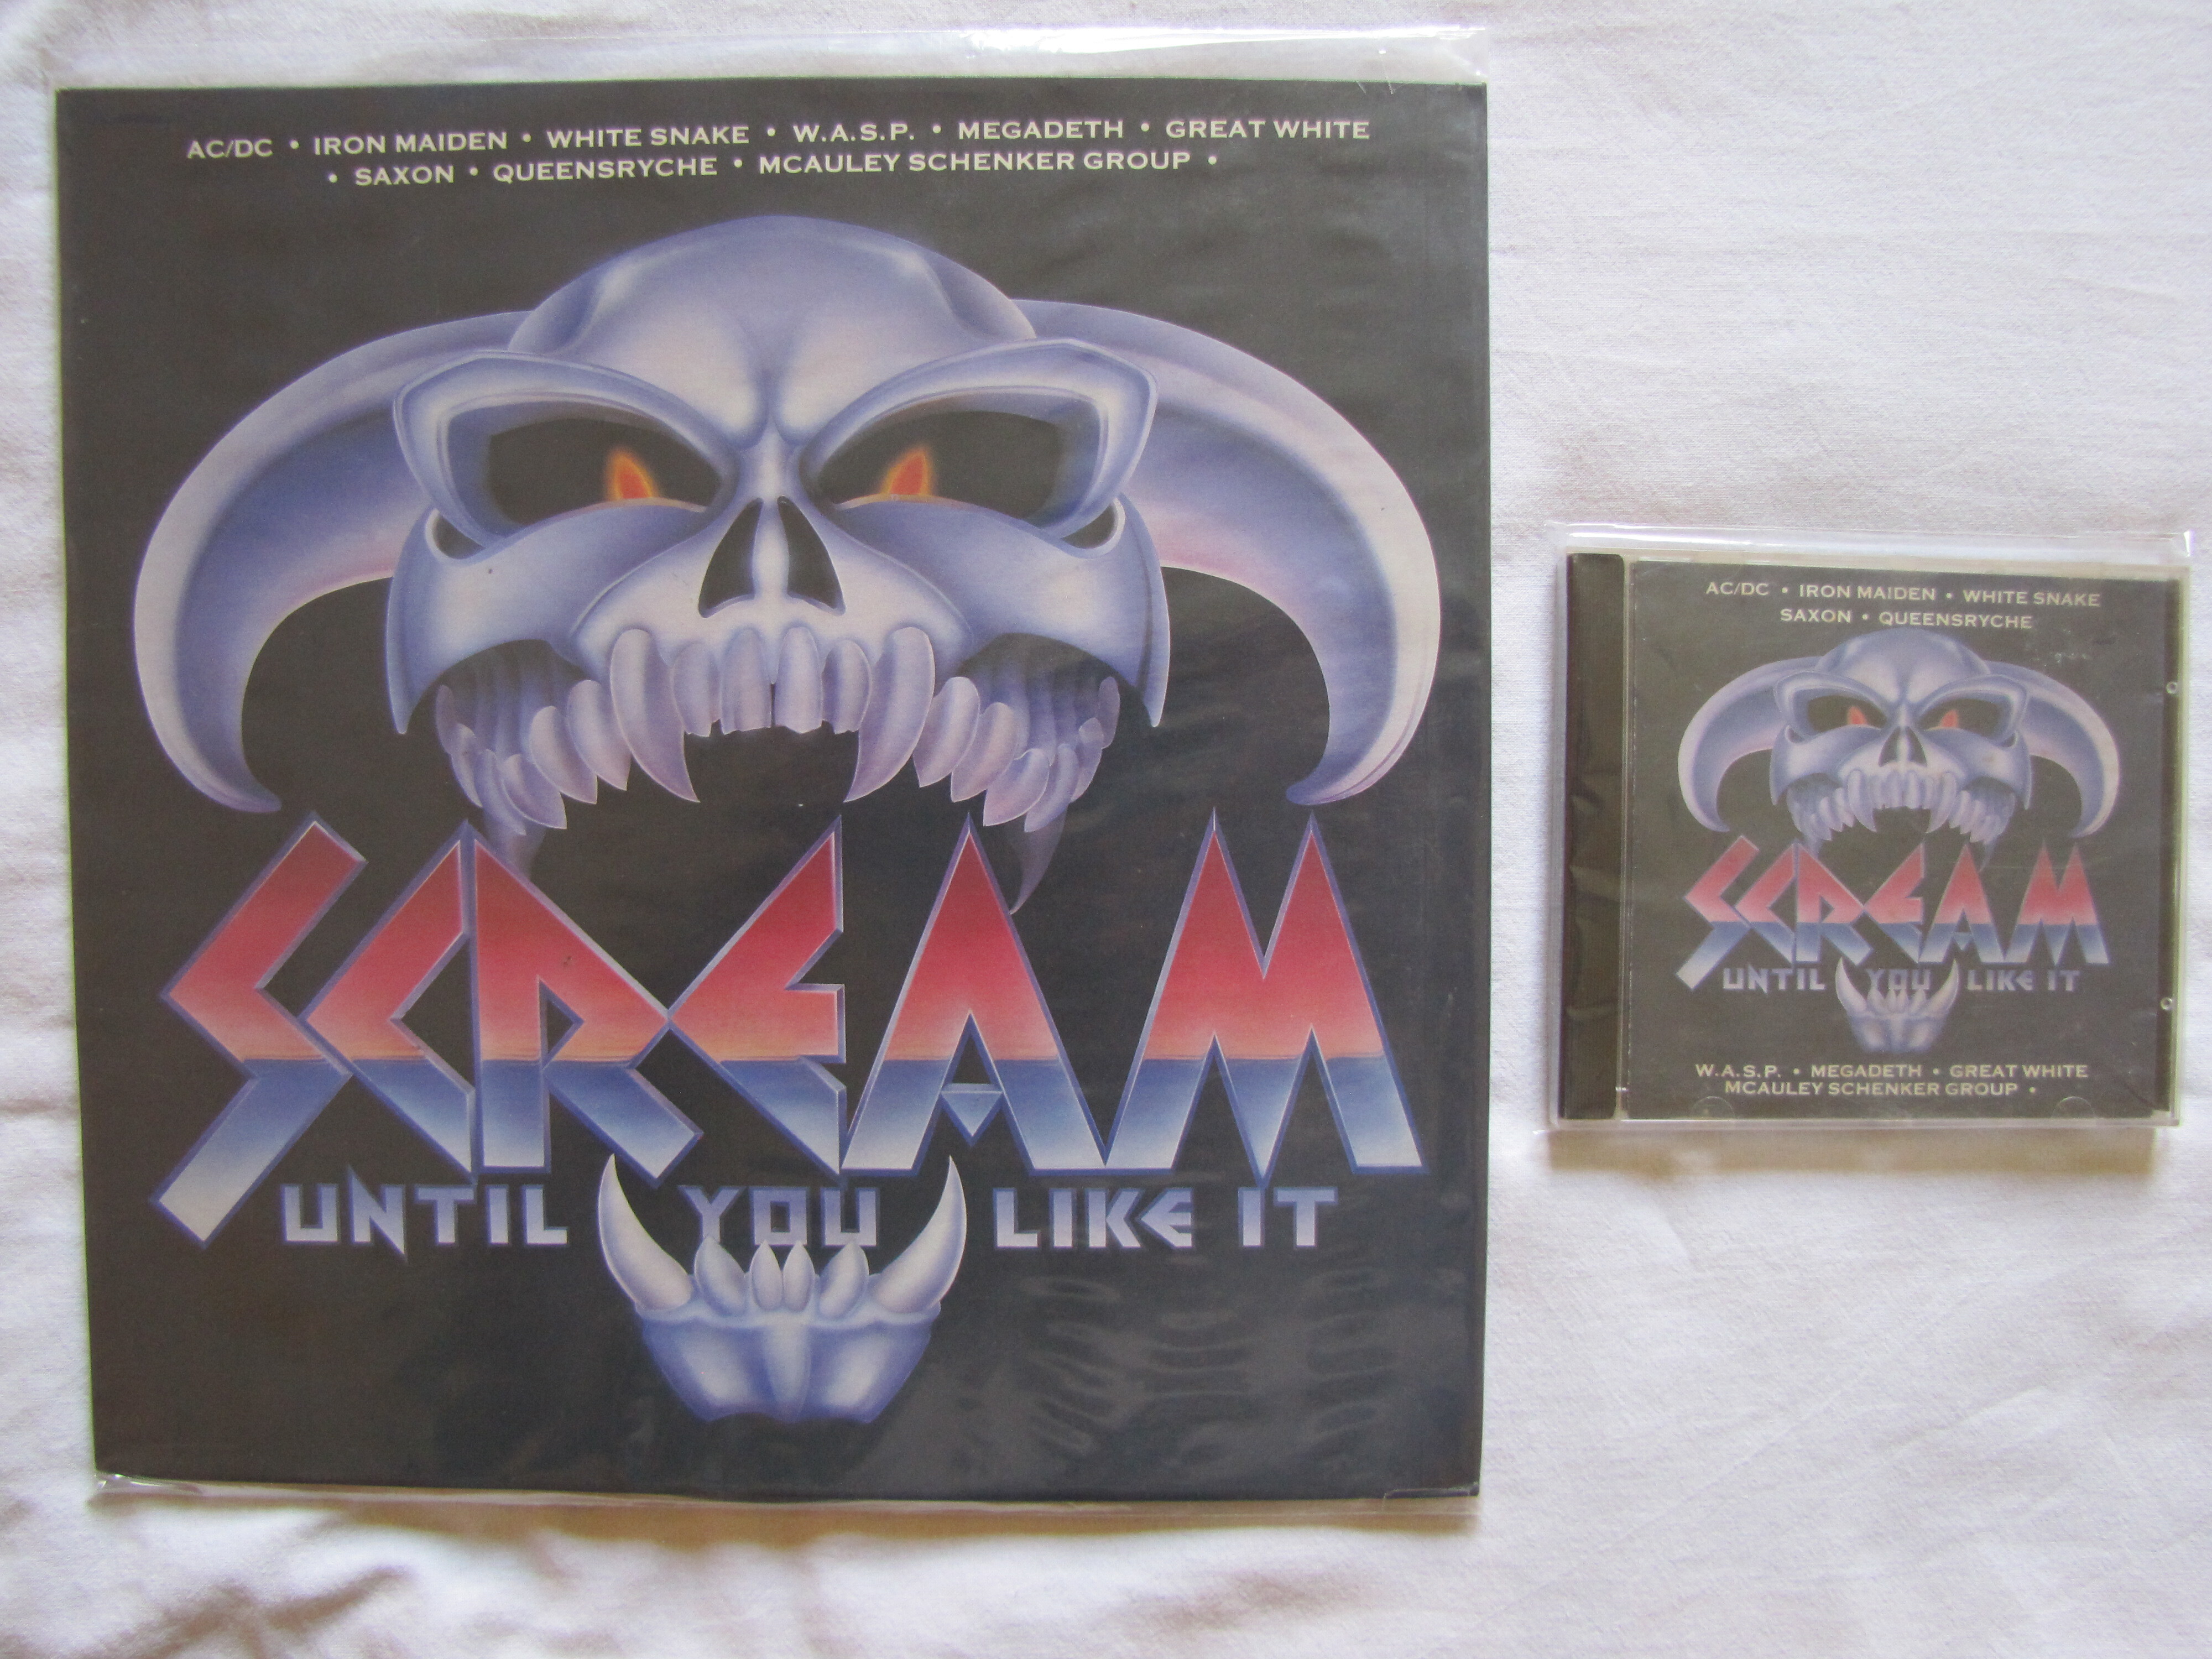 AC/DC • IRON MAIDEN • WHITE SNAKE • W.A.S.P. • MEGADETH • GREAT WHITE
• SAXON • QUEENSRYCHE • MCAULEY SCHENKER GROUP •
SCREAM
UNTIL YOU LIKE IT
AC/DC • IRON MAIDEN • WHITE SNAKE
SAXON • QUEENSRYCHE
SCREAM
UNTIL YOU LIKE IT
W.A.S.P. • MEGADETH • GREAT WHITE
MCAULEY SCHENKER GROUP •